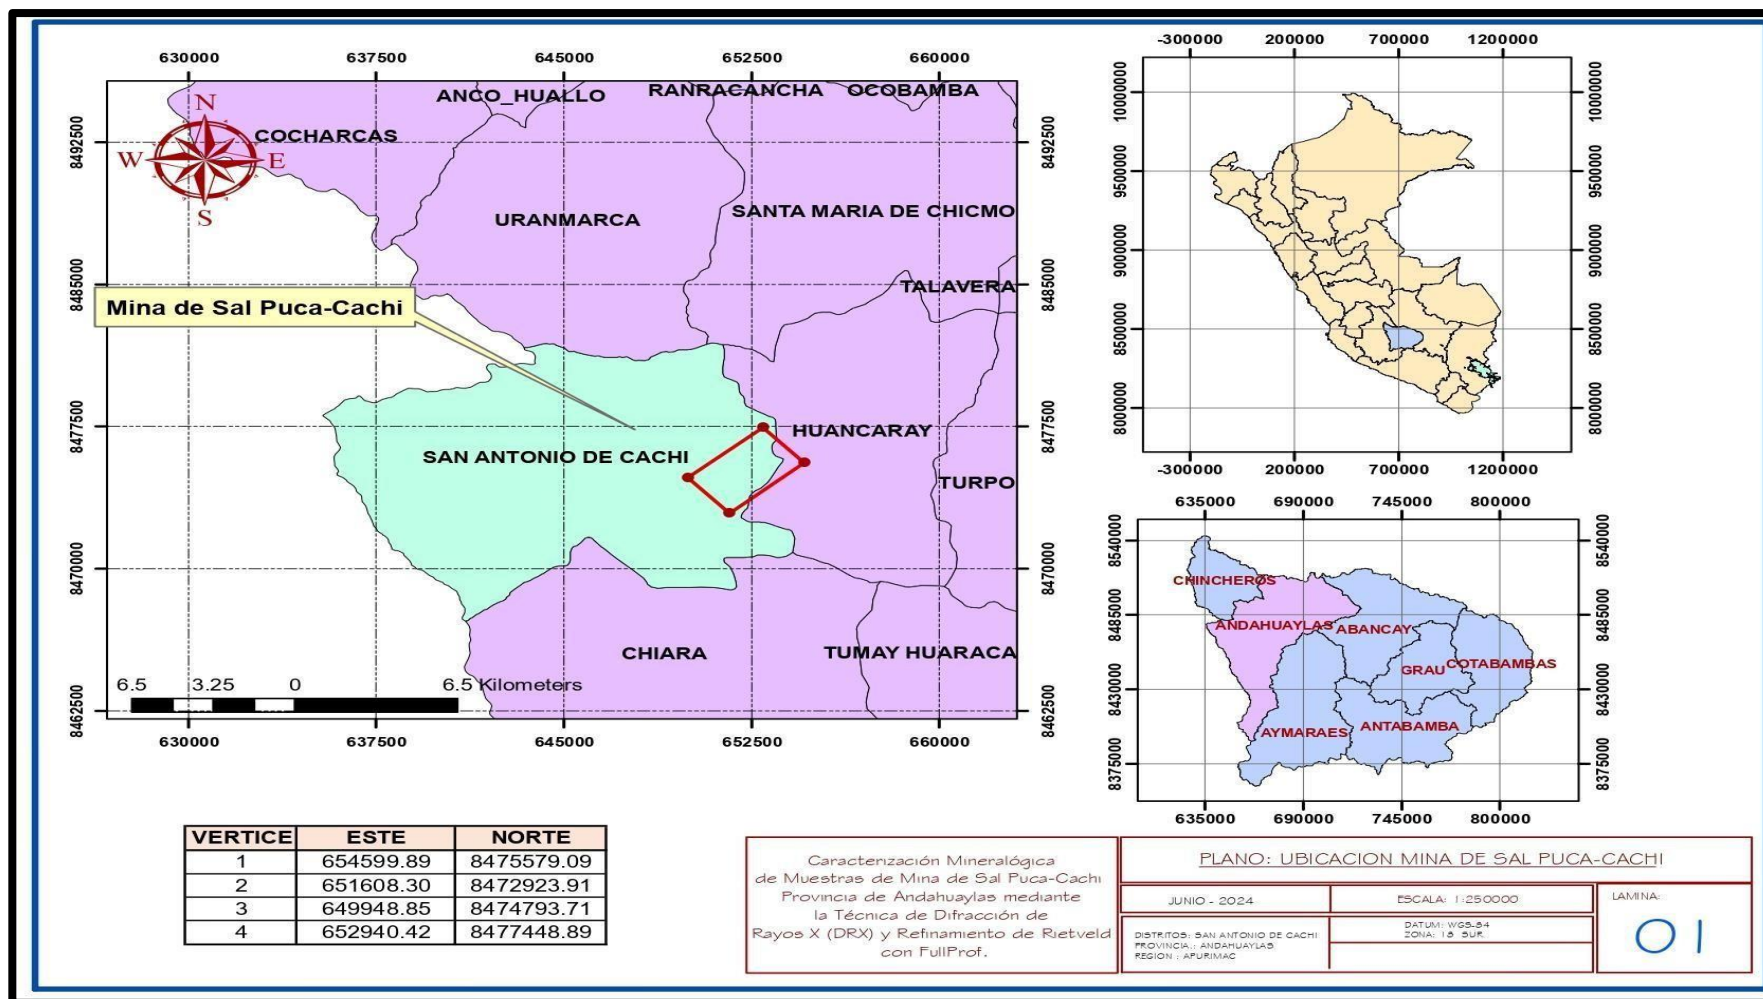 630000 637500 645000 652500 660000
ANCO_HUALLO RANRACANCHA OCOBAMBA
N
COCHARCAS
W E
S
8492500 8492500
URANMARCA SANTA MARIA DE CHICMO
8485000 TALAVERA 8485000
Mina de Sal Puca-Cachi
8477500 HUANCARAY 8477500
SAN ANTONIO DE CACHI
TURPO
8470000 8470000
CHIARA TUMAY HUARACA
6.5 3.25 0 6.5 Kilometers
8462500 8462500
630000 637500 645000 652500 660000
-300000 200000 700000 1200000
10000000 10000000
9500000 9500000
9000000 9000000
8500000 8500000
8000000 8000000
-300000 200000 700000 1200000
635000 690000 745000 800000
8540000 8540000
CHINCHEROS
8485000 8485000
ANDAHUAYLAS ABANCAY
GRAU COTABAMBAS
8430000 8430000
AYMARAES ANTABAMBA
8375000 8375000
635000 690000 745000 800000
VERTICE ESTE NORTE
1 654599.89 8475579.09
2 651608.30 8472923.91
3 649948.85 8474793.71
4 652940.42 8477448.89
Caracterización Mineralógica
de Muestras de Mina de Sal Puca-Cachi
Provincia de Andahuaylas mediante
la Técnica de Difracción de
Rayos X (DRX) y Refinamiento de Rietveld
con FullProf.
PLANO: UBICACION MINA DE SAL PUCA-CACHI
JUNIO - 2024
ESCALA: 1:250000
LAMINA:
01
DISTRITOS: SAN ANTONIO DE CACHI
PROVINCIA.: ANDAHUAYLAS
REGION : APURIMAC
DATUM: WGS-84
ZONA: 18 SUR